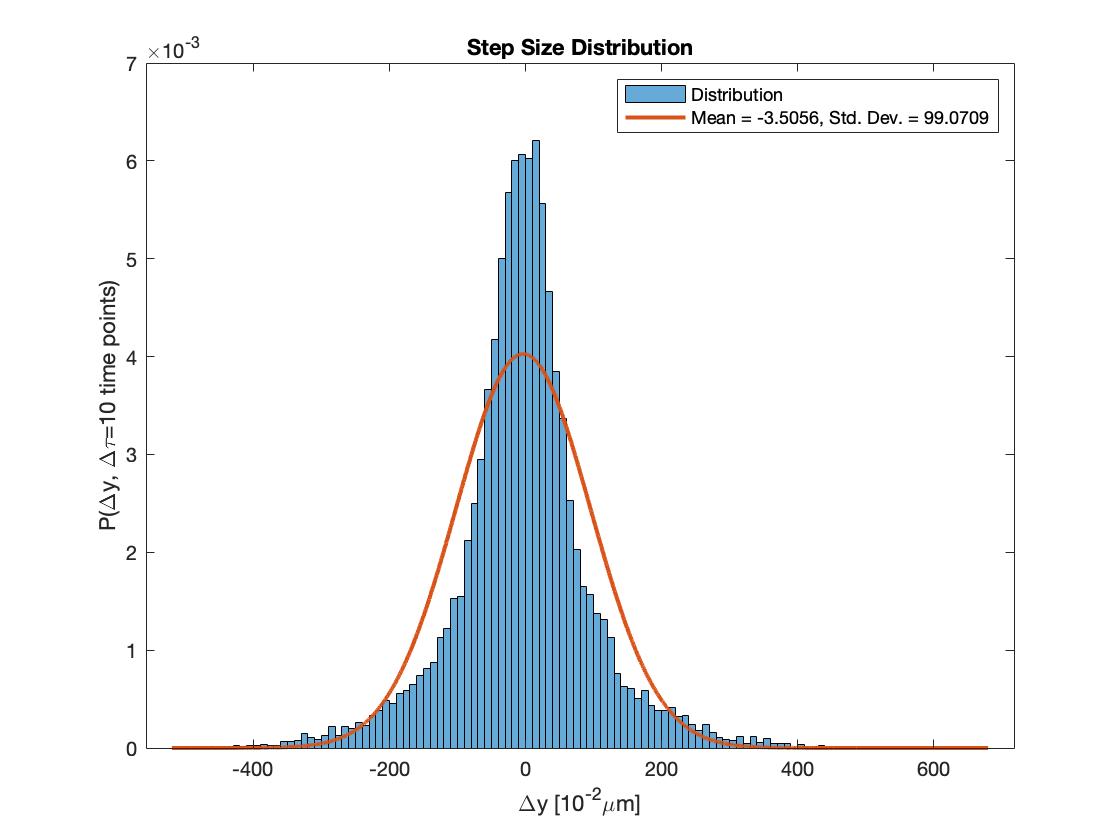 Step Size Distribution
×10⁻³
Distribution
Mean = -3.5056, Std. Dev. = 99.0709
7
6
5
4
3
2
1
0
P(Δy, Δτ=10 time points)
-400 -200 0 200 400 600
Δy [10⁻²μm]